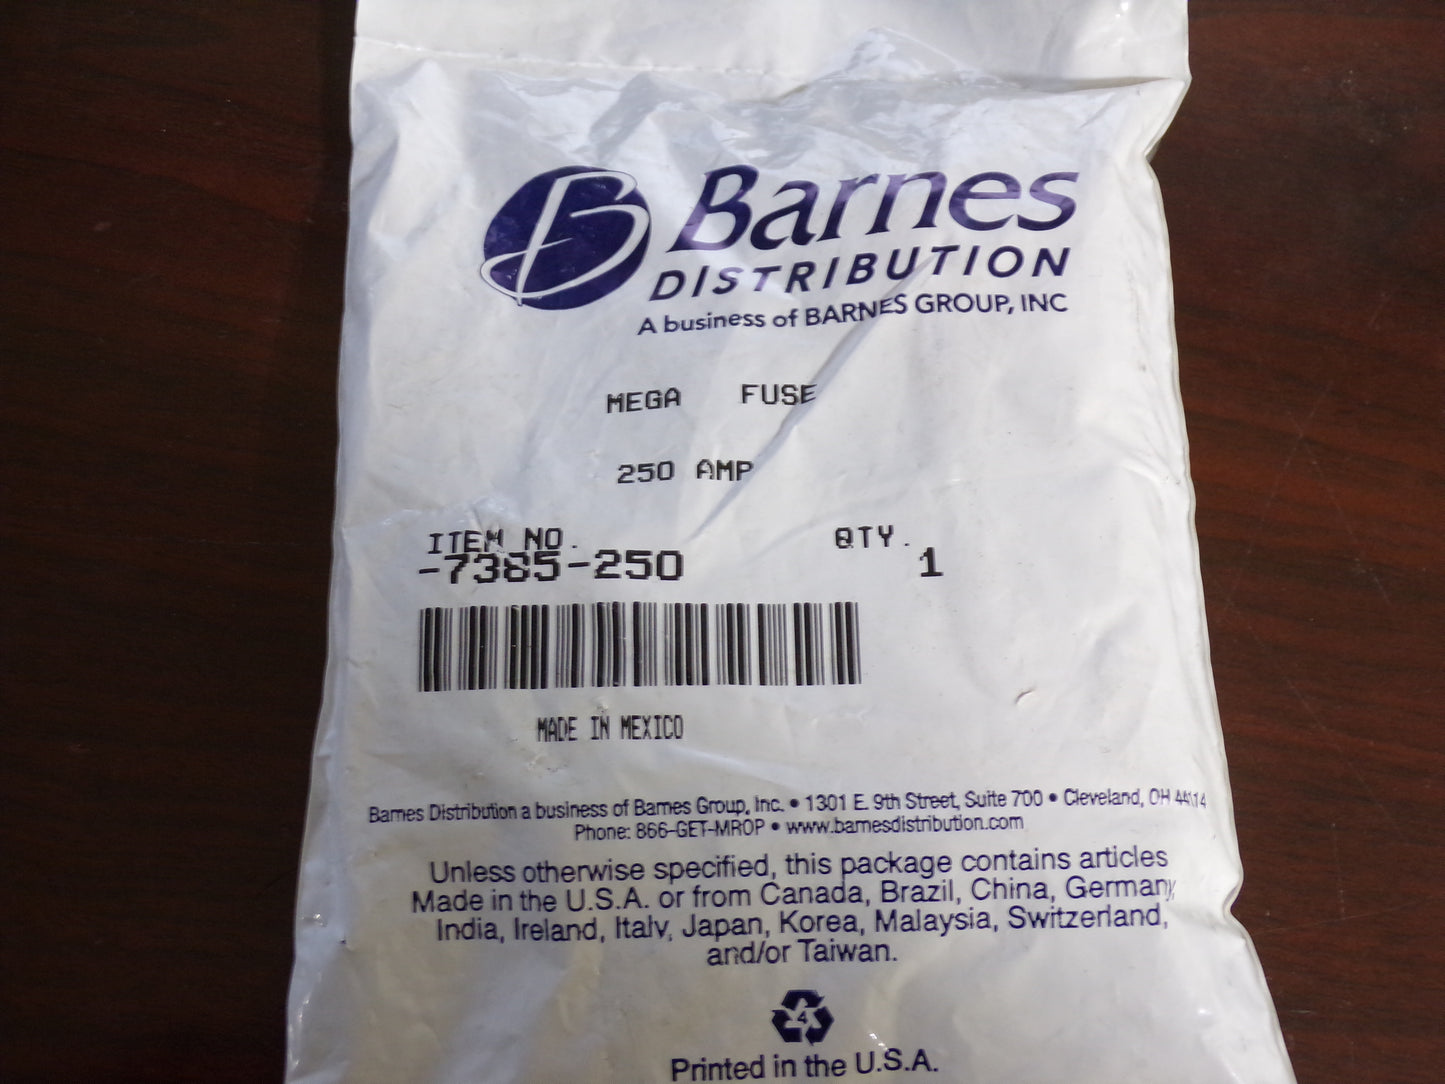 Barnes
DISTRIBUTION
A business of BARNES GROUP, INC
MEGA FUSE
250 AMP
ITEM NO. QTY.
-7385-250 1
MADE IN MEXICO
Barnes Distribution a business of Barnes Group, Inc. • 1301 E. 9th Street, Suite 700 • Cleveland, OH 44114
Phone: 866-GET-MROP • www.barnesdistribution.com
Unless otherwise specified, this package contains articles
Made in the U.S.A. or from Canada, Brazil, China, Germany,
India, Ireland, Italy, Japan, Korea, Malaysia, Switzerland,
and/or Taiwan.
4
Printed in the U.S.A.